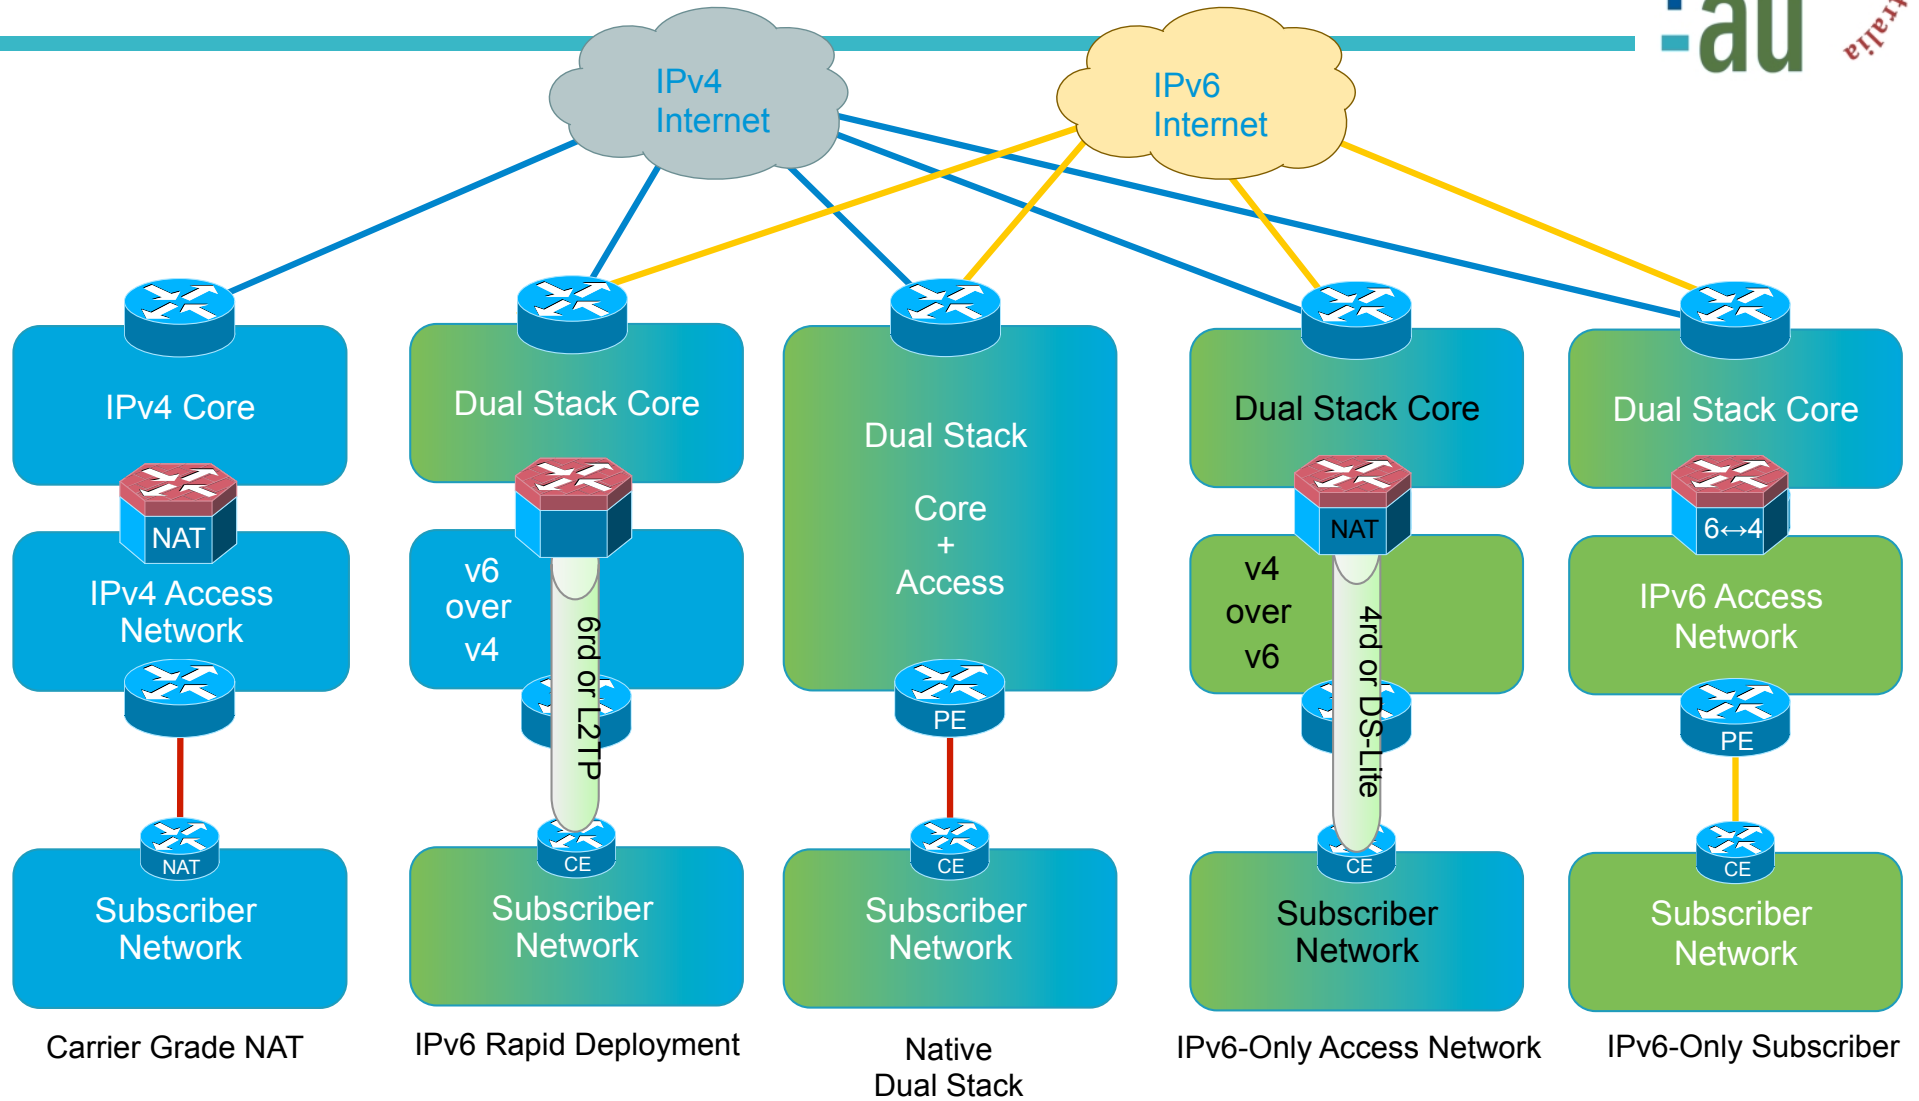 :au
tralia
IPv4
Internet
IPv6
Internet
IPv4 Core
NAT
IPv4 Access
Network
NAT
Subscriber
Network
Carrier Grade NAT
Dual Stack Core
v6
over
v4
6rd or L2TP
CE
Subscriber
Network
IPv6 Rapid Deployment
Dual Stack
Core
+
Access
PE
CE
Subscriber
Network
Native
Dual Stack
Dual Stack Core
NAT
v4
over
v6
4rd or DS-Lite
CE
Subscriber
Network
IPv6-Only Access Network
Dual Stack Core
6↔4
IPv6 Access
Network
PE
CE
Subscriber
Network
IPv6-Only Subscriber